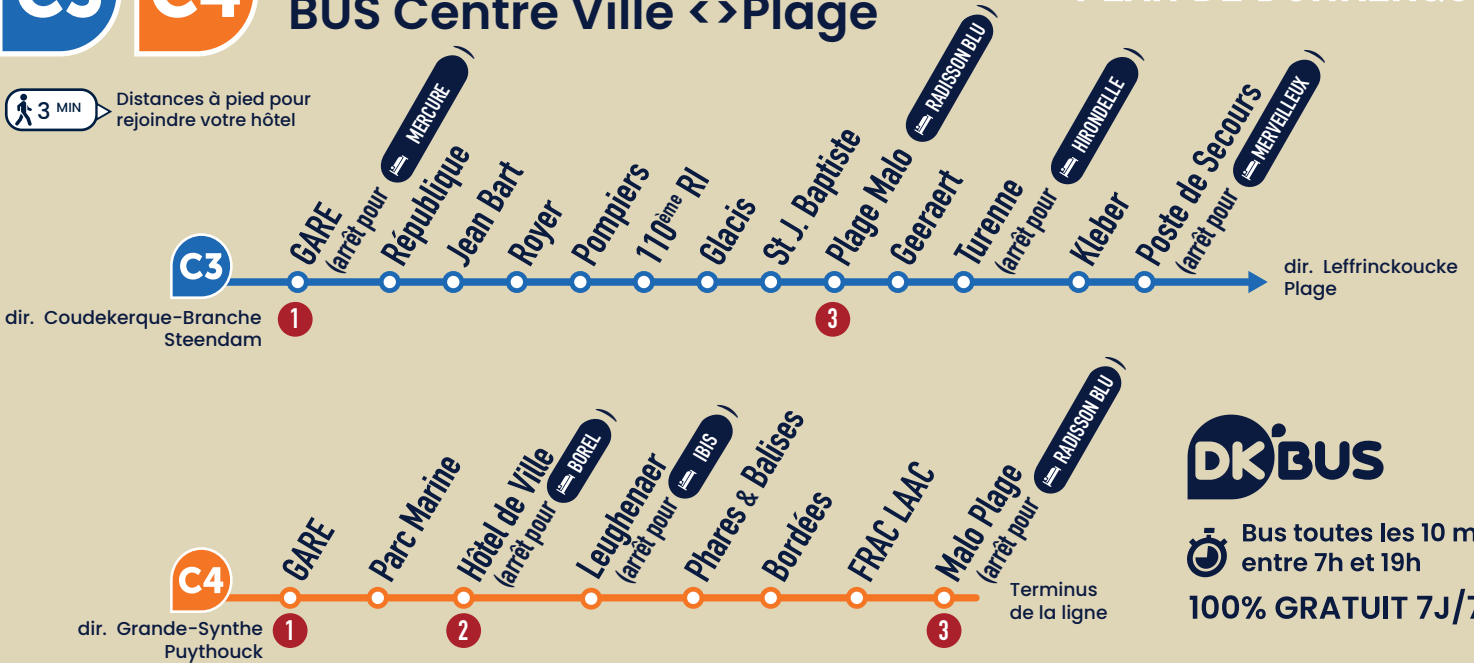 C3 C4
BUS Centre Ville <>Plage
3 MIN
Distances à pied pour
rejoindre votre hôtel
C3
dir. Coudekerque-Branche
Steendam
GARE
(arrêt pour
MERCURE
République
Jean Bart
Royer
Pompiers
110ème RI
Glacis
St J. Baptiste
Plage Malo
RADISSON BLU
Geeraert
Turenne
(arrêt pour
HIRONDELLE
)
Kleber
Poste de Secours
(arrêt pour
MERVEILLEUX
)
dir. Leffrinckoucke
Plage
1
3
C4
dir. Grande-Synthe
Puythouck
GARE
Parc Marine
Hôtel de Ville
(arrêt pour
BOREL
)
Leughenaer
(arrêt pour
IBIS
)
Phares & Balises
Bordées
FRAC LAAC
Malo Plage
(arrêt pour
RADISSON BLU
)
Terminus
de la ligne
1
2
3
DK'BUS
Bus toutes les 10 m
entre 7h et 19h
100% GRATUIT 7J/7